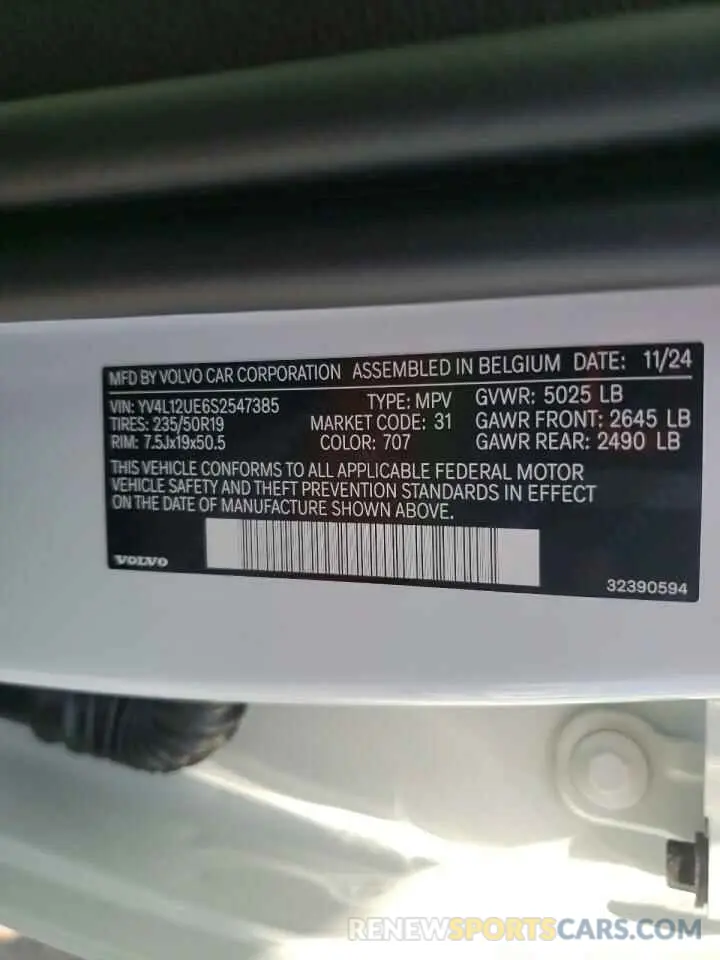 MFD BY VOLVO CAR CORPORATION ASSEMBLED IN BELGIUM DATE: 11/24
VIN: YV4L12UE6S2547385 TYPE: MPV GVWR: 5025 LB
TIRES: 235/50R19 MARKET CODE: 31 GAWR FRONT: 2645 LB
RIM: 7.5Jx19x50.5 COLOR: 707 GAWR REAR: 2490 LB
THIS VEHICLE CONFORMS TO ALL APPLICABLE FEDERAL MOTOR
VEHICLE SAFETY AND THEFT PREVENTION STANDARDS IN EFFECT
ON THE DATE OF MANUFACTURE SHOWN ABOVE.
VOLVO
32390594
RENEWSPORTSCARS.COM